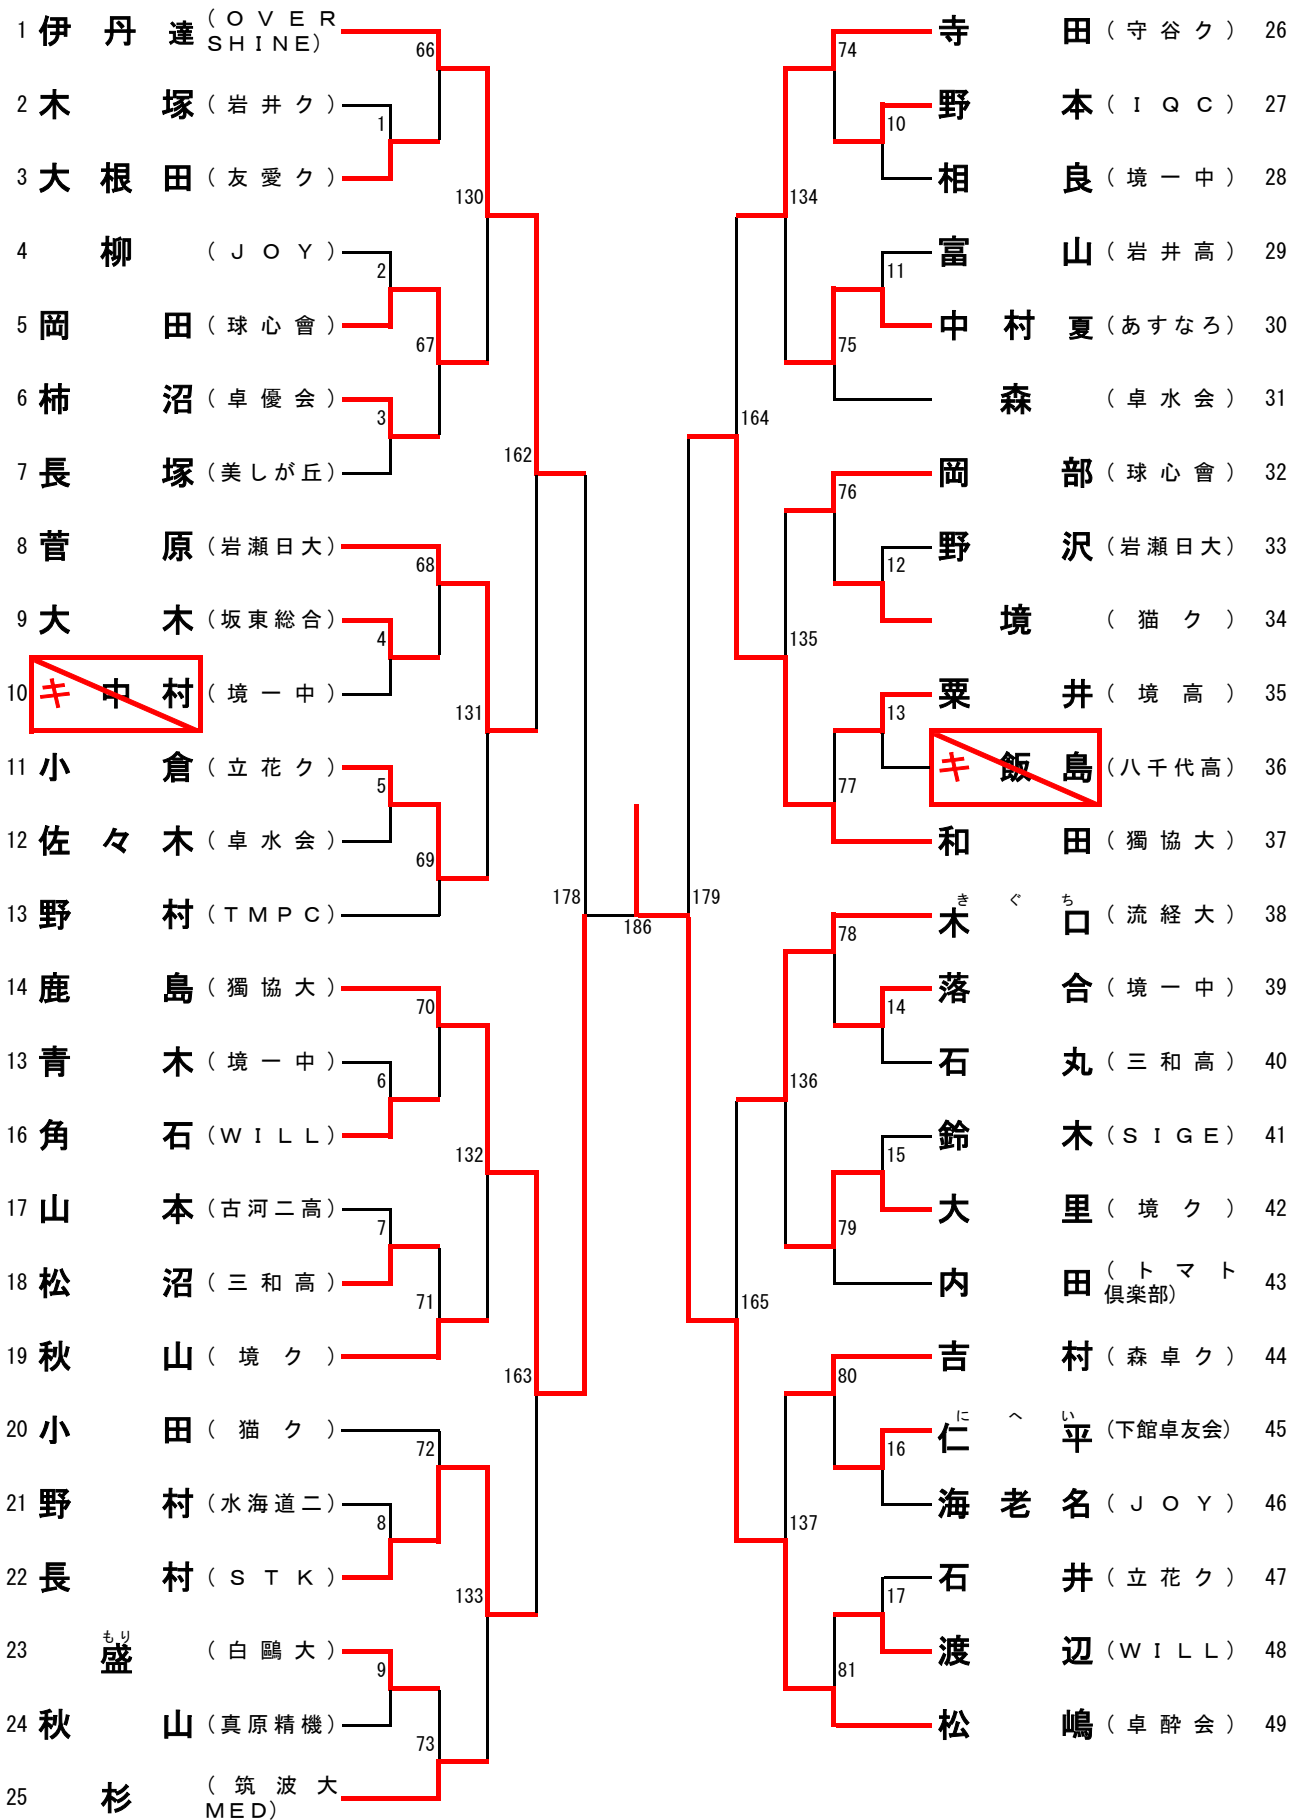 1 伊丹達 (OVER SHINE)
2 木塚 (岩井ク)
3 大根田 (友愛ク)
4 柳 (JOY)
5 岡田 (球心會)
6 柿沼 (卓優会)
7 長塚 (美しが丘)
8 菅原 (岩瀬日大)
9 大木 (坂東総合)
10 キ 中村 (境一中)
11 小倉 (立花ク)
12 佐々木 (卓水会)
13 野村 (TMPC)
14 鹿島 (獨協大)
13 青木 (境一中)
16 角石 (WILL)
17 山本 (古河二高)
18 松沼 (三和高)
19 秋山 (境ク)
20 小田 (猫ク)
21 野村 (水海道二)
22 長村 (STK)
もり
23 盛 (白鷗大)
24 秋山 (真原精機)
25 杉 (筑波大 MED)
66
1
130
2
67
3
162
68
4
131
5
69
178
70
6
132
7
71
163
72
8
133
9
73
186
179
74
10
134
11
75
164
76
12
135
13
77
78
14
136
15
79
165
80
16
137
17
81
寺田 (守谷ク) 26
野本 (IQC) 27
相良 (境一中) 28
富山 (岩井高) 29
中村夏 (あすなろ) 30
森 (卓水会) 31
岡部 (球心會) 32
野沢 (岩瀬日大) 33
境 (猫ク) 34
粟井 (境高) 35
キ 飯島 (八千代高) 36
和田 (獨協大) 37
きぐち
木口 (流経大) 38
落合 (境一中) 39
石丸 (三和高) 40
鈴木 (SIGE) 41
大里 (境ク) 42
内田 (トマト倶楽部) 43
吉村 (森卓ク) 44
にへい
仁平 (下館卓友会) 45
海老名 (JOY) 46
石井 (立花ク) 47
渡辺 (WILL) 48
松嶋 (卓酔会) 49